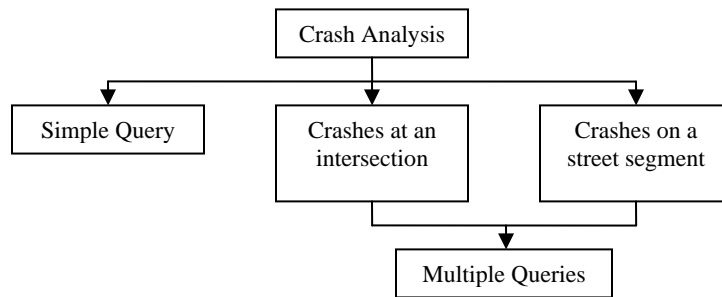 Crash Analysis
Simple Query
Crashes at an
intersection
Crashes on a
street segment
Multiple Queries